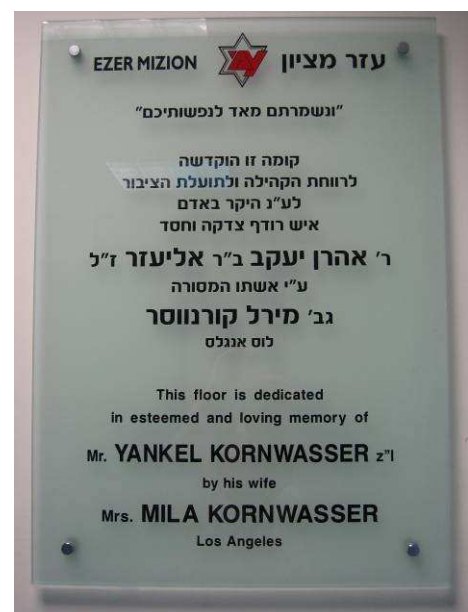 EZER MIZION עזר מציון
"ונשמרתם מאד לנפשותיכם"
קומה זו הוקדשה
לרווחת הקהילה ולתועלת הציבור
לע"נ היקר באדם
איש רודף צדקה וחסד
ר' אהרן יעקב ב"ר אליעזר ז"ל
ע"י אשתו המסורה
גב' מירל קורנווסר
לוס אנגלס
This floor is dedicated
in esteemed and loving memory of
Mr. YANKEL KORNWASSER z"l
by his wife
Mrs. MILA KORNWASSER
Los Angeles